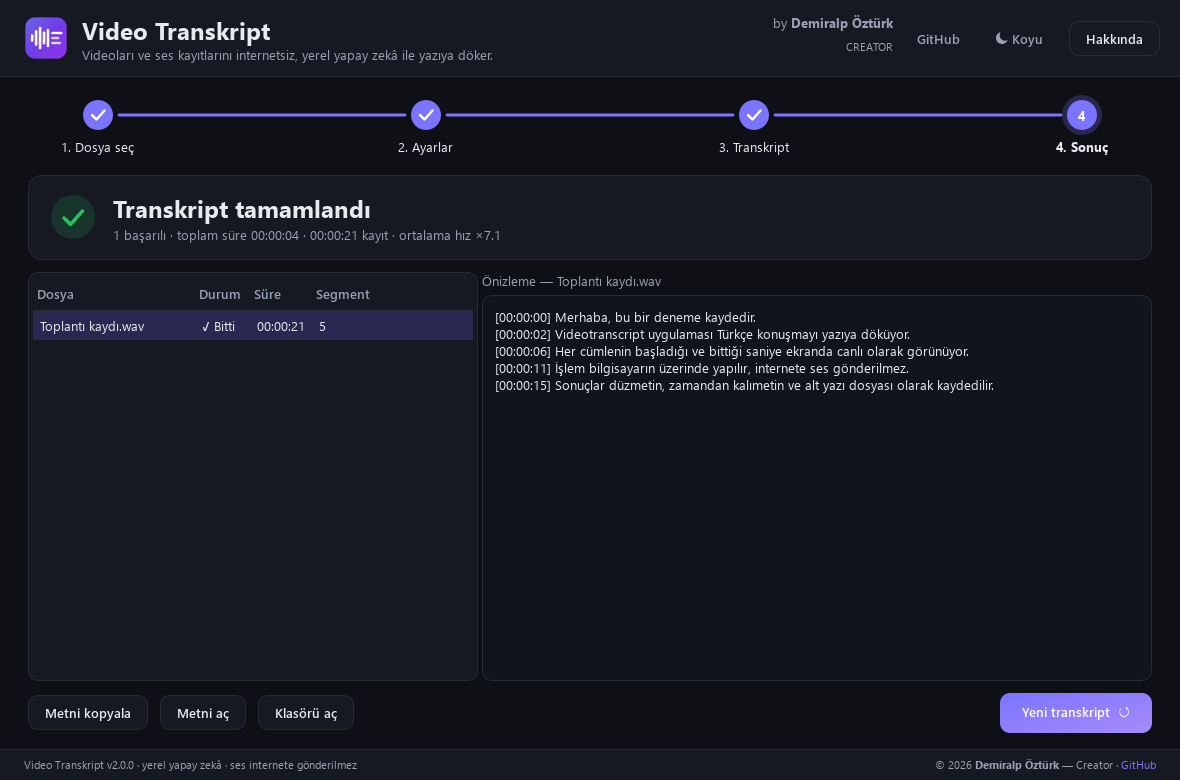 Video Transkript
Videoları ve ses kayıtlarını internetsiz, yerel yapay zekâ ile yazıya döker.
by Demiralp Öztürk
CREATOR
GitHub
Koyu
Hakkında
4
1. Dosya seç
2. Ayarlar
3. Transkript
4. Sonuç
Transkript tamamlandı
1 başarılı · toplam süre 00:00:04 · 00:00:21 kayıt · ortalama hız ×7.1
Dosya Durum Süre Segment
Toplantı kaydı.wav ✓ Bitti 00:00:21 5
Önizleme — Toplantı kaydı.wav
[00:00:00] Merhaba, bu bir deneme kaydedir.
[00:00:02] Videotranscript uygulaması Türkçe konuşmayı yazıya döküyor.
[00:00:06] Her cümlenin başladığı ve bittiği saniye ekranda canlı olarak görünüyor.
[00:00:11] İşlem bilgisayarın üzerinde yapılır, internete ses gönderilmez.
[00:00:15] Sonuçlar düzmetin, zamandan kalımetin ve alt yazı dosyası olarak kaydedilir.
Metni kopyala
Metni aç
Klasörü aç
Yeni transkript
Video Transkript v2.0.0 · yerel yapay zekâ · ses internete gönderilmez
© 2026 Demiralp Öztürk — Creator · GitHub